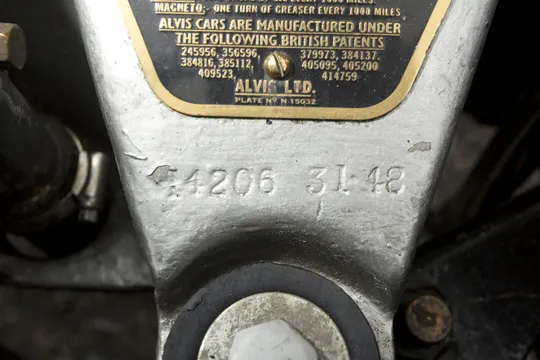 MAGNETO:- ONE TURN OF GREASER EVERY 1000 MILES.
ALVIS CARS ARE MANUFACTURED UNDER
THE FOLLOWING BRITISH PATENTS
245956, 356596, 379973, 384137,
384816, 385112, 405095, 405200
409523, 414759
ALVIS LTD.
PLATE Nº N 15032
14206 31·48